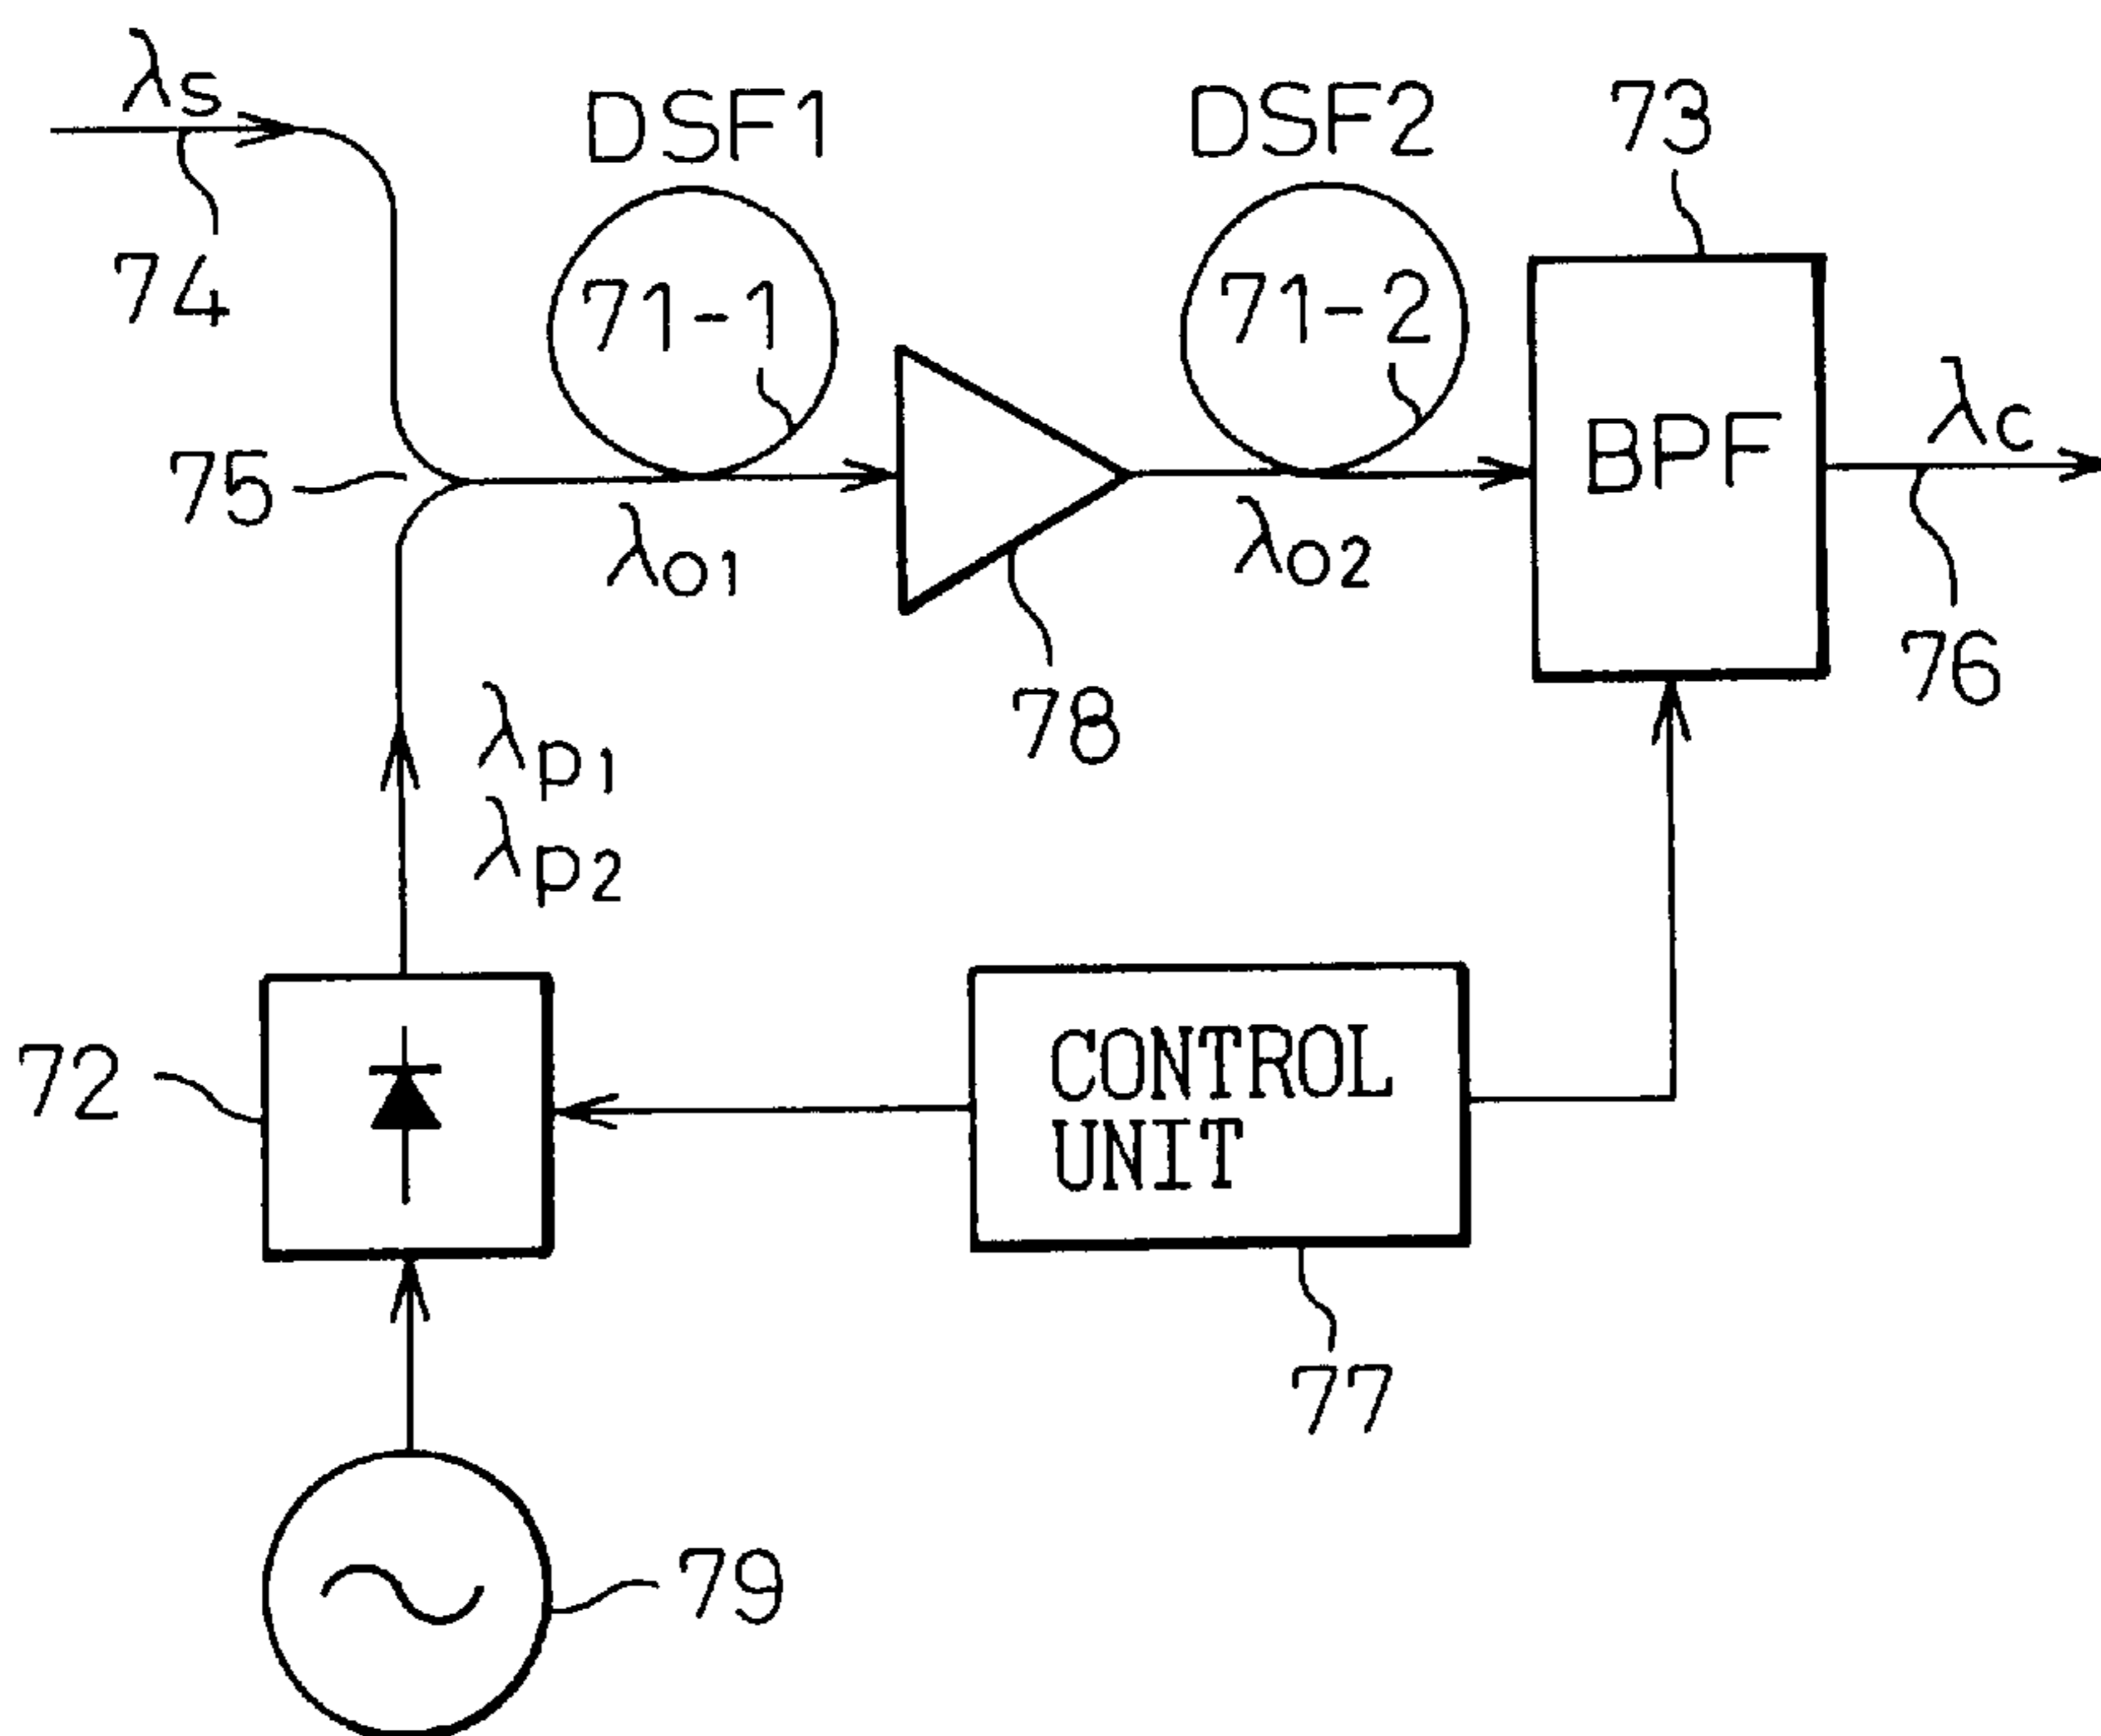 λs
DSF1
DSF2
73
74
71-1
71-2
75
BPF
λc
λo1
λo2
76
78
λp1
λp2
72
CONTROL
UNIT
77
79